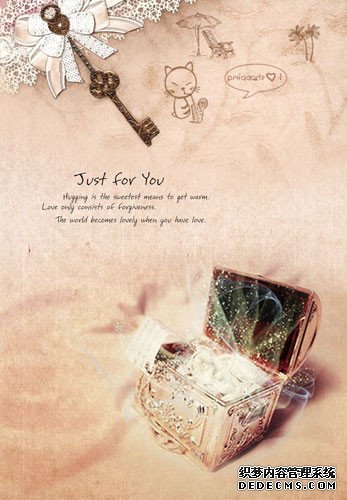 I ♡ shopping
Just for You
Hugging is the sweetest means to get warm.
Love only consists of forgiveness.
The world becomes lovely when you have love.
织梦内容管理系统
DEDECMS.COM